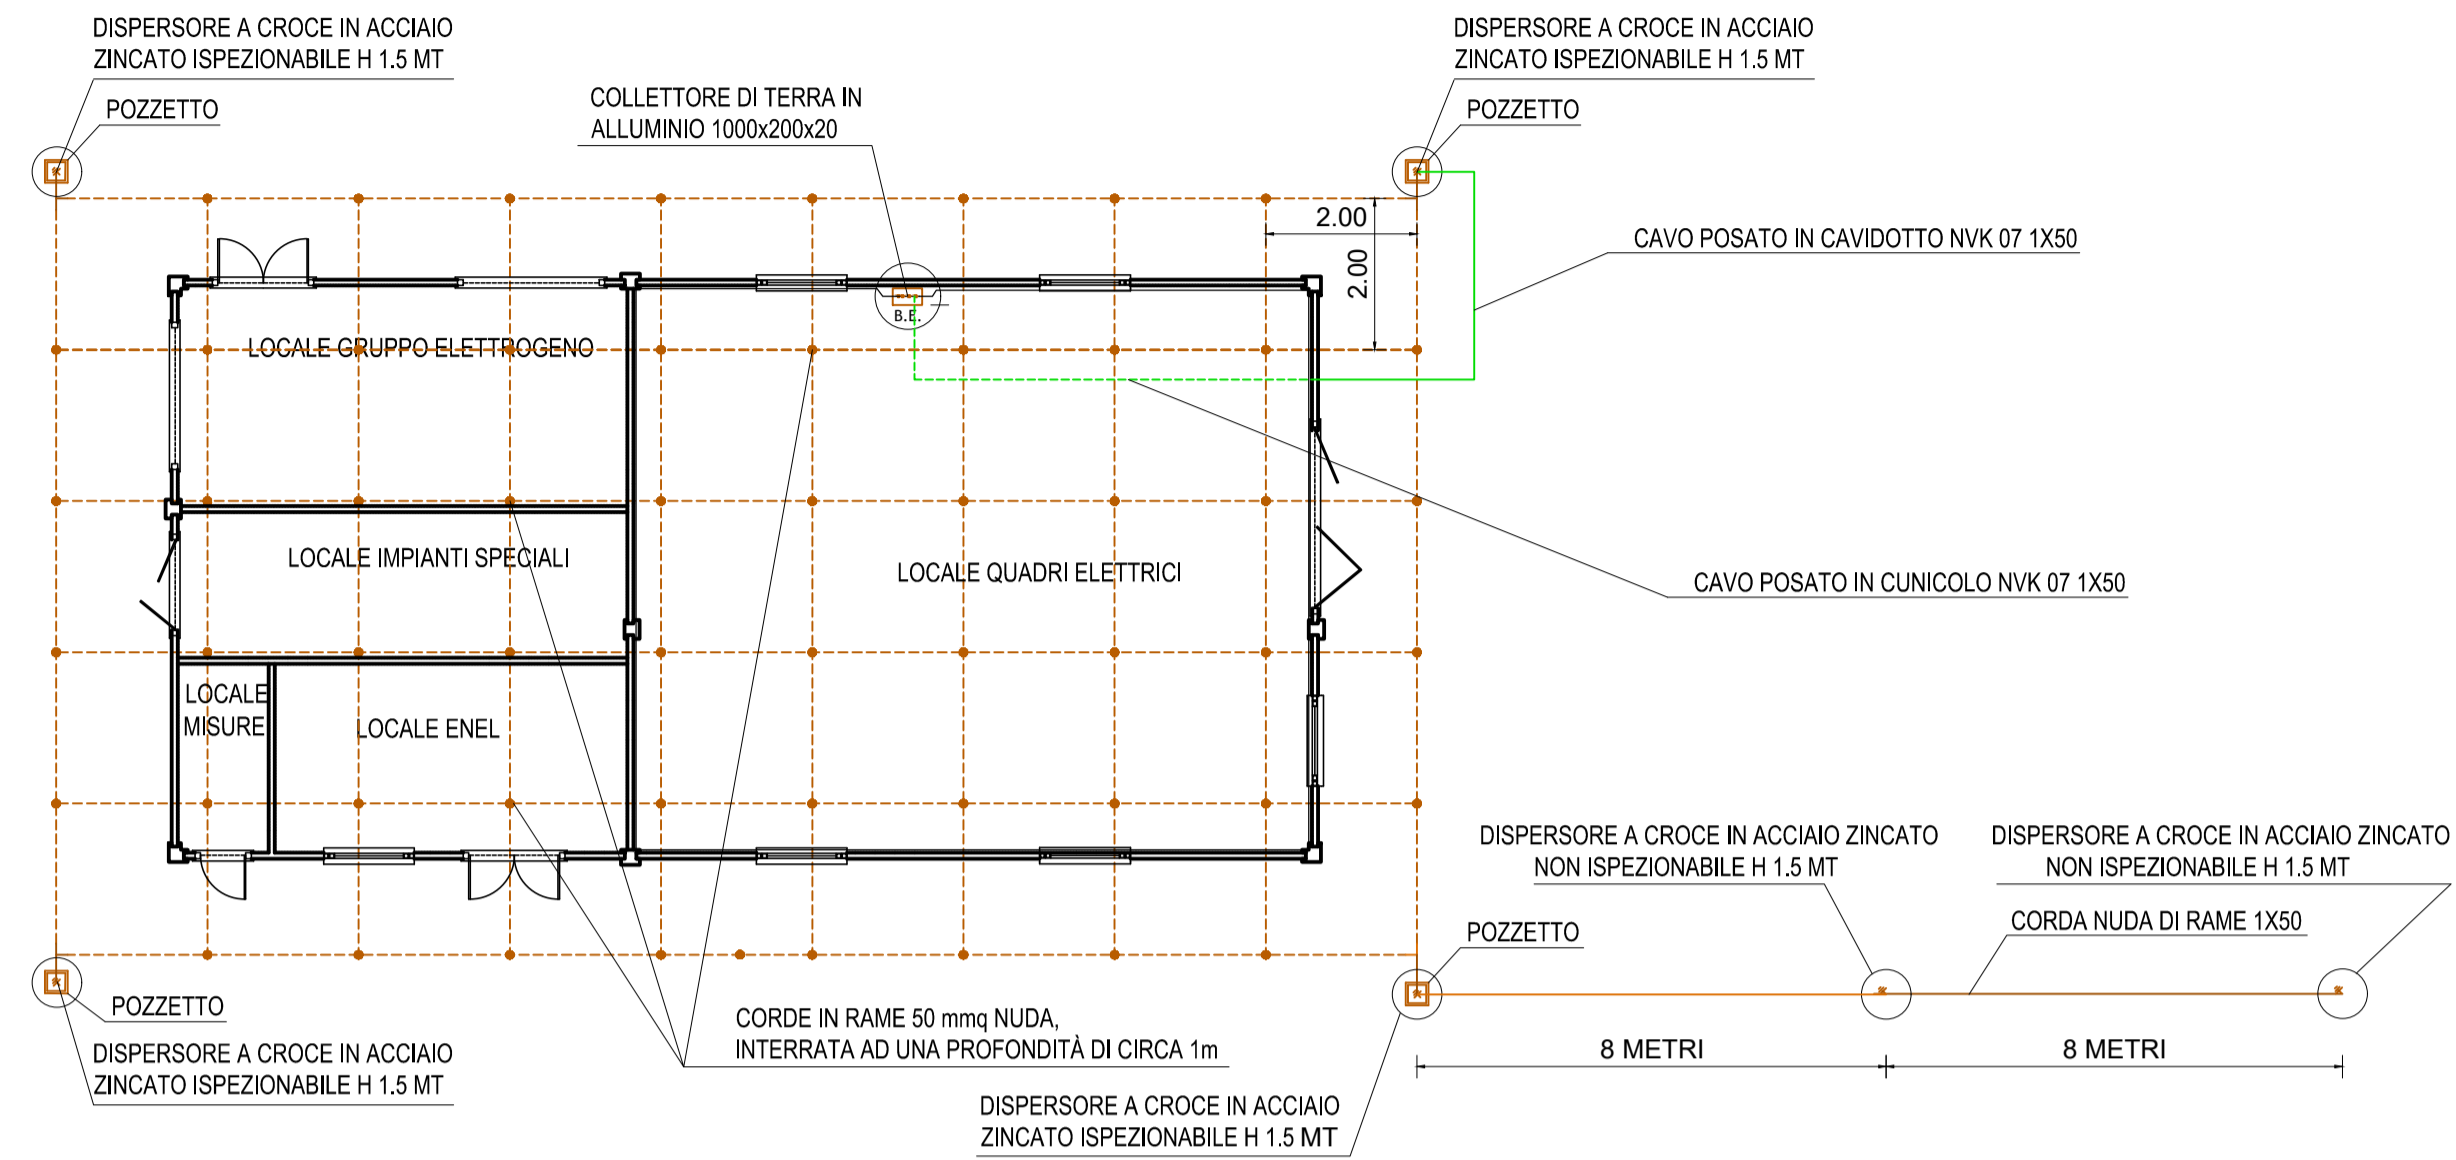 DISPERSORE A CROCE IN ACCIAIO
ZINCATO ISPEZIONABILE H 1.5 MT
POZZETTO
COLLETTORE DI TERRA IN
ALLUMINIO 1000x200x20
DISPERSORE A CROCE IN ACCIAIO
ZINCATO ISPEZIONABILE H 1.5 MT
POZZETTO
2.00
2.00
CAVO POSATO IN CAVIDOTTO NVK 07 1X50
B.E.
LOCALE GRUPPO ELETTROGENO
LOCALE IMPIANTI SPECIALI
LOCALE QUADRI ELETTRICI
CAVO POSATO IN CUNICOLO NVK 07 1X50
LOCALE
MISURE
LOCALE ENEL
DISPERSORE A CROCE IN ACCIAIO ZINCATO
NON ISPEZIONABILE H 1.5 MT
DISPERSORE A CROCE IN ACCIAIO ZINCATO
NON ISPEZIONABILE H 1.5 MT
POZZETTO
CORDA NUDA DI RAME 1X50
POZZETTO
DISPERSORE A CROCE IN ACCIAIO
ZINCATO ISPEZIONABILE H 1.5 MT
CORDE IN RAME 50 mmq NUDA,
INTERRATA AD UNA PROFONDITÀ DI CIRCA 1m
8 METRI
8 METRI
DISPERSORE A CROCE IN ACCIAIO
ZINCATO ISPEZIONABILE H 1.5 MT